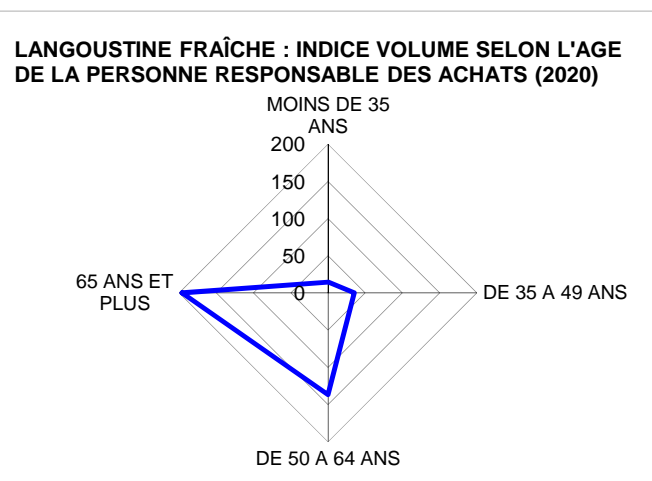 LANGOUSTINE FRAÎCHE : INDICE VOLUME SELON L'AGE
DE LA PERSONNE RESPONSABLE DES ACHATS (2020)
MOINS DE 35
ANS
200
150
100
50
0
65 ANS ET
PLUS
DE 35 A 49 ANS
DE 50 A 64 ANS